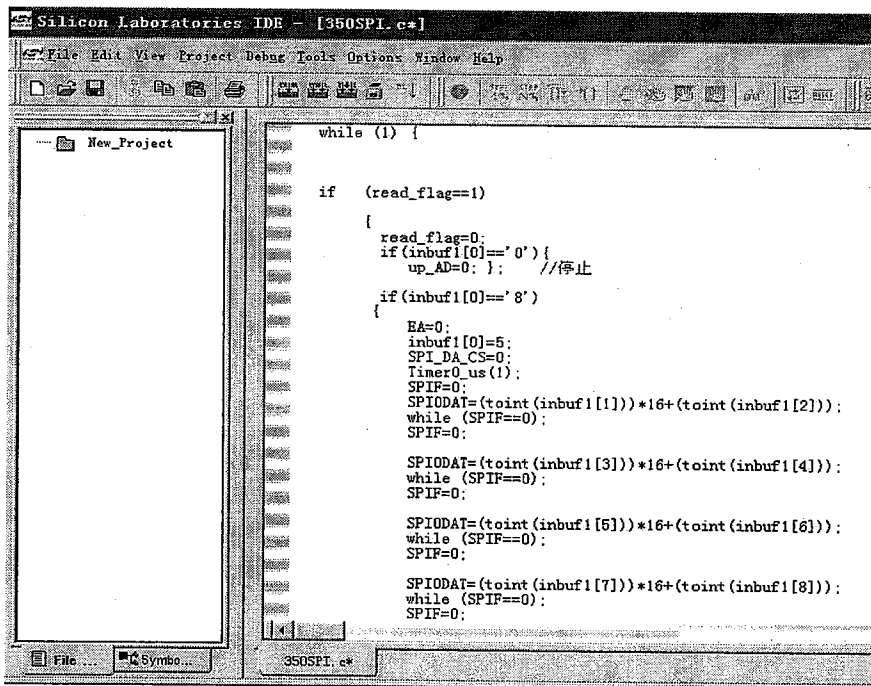 Silicon Laboratories IDE - [350SPI.c*]
File Edit View Project Debug Tools Options Window Help
New_Project
while (1) {
if (read_flag==1)
{
read_flag=0;
if(inbuf1[0]=='0'){
up_AD=0; }; //停止
if(inbuf1[0]=='8')
{
EA=0;
inbuf1[0]=5;
SPI_DA_CS=0;
Timer0_us(1);
SPIF=0;
SPI0DAT=(toint(inbuf1[1]))*16+(toint(inbuf1[2]));
while (SPIF==0);
SPIF=0;
SPI0DAT=(toint(inbuf1[3]))*16+(toint(inbuf1[4]));
while (SPIF==0);
SPIF=0;
SPI0DAT=(toint(inbuf1[5]))*16+(toint(inbuf1[6]));
while (SPIF==0);
SPIF=0;
SPI0DAT=(toint(inbuf1[7]))*16+(toint(inbuf1[8]));
while (SPIF==0);
SPIF=0;
File ... Symbo...
350SPI.c*